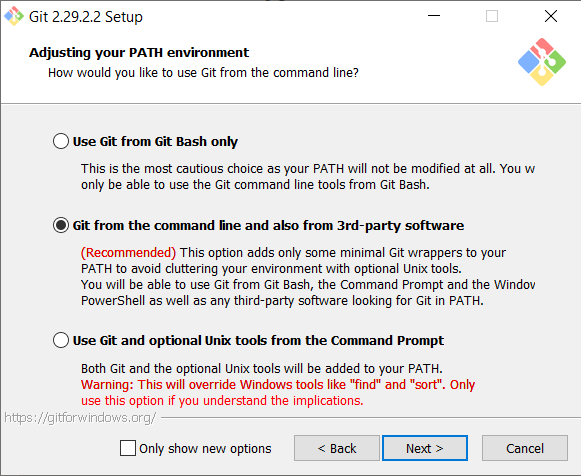 Git 2.29.2.2 Setup
Adjusting your PATH environment
How would you like to use Git from the command line?
Use Git from Git Bash only
This is the most cautious choice as your PATH will not be modified at all. You w
only be able to use the Git command line tools from Git Bash.
Git from the command line and also from 3rd-party software
(Recommended) This option adds only some minimal Git wrappers to your
PATH to avoid cluttering your environment with optional Unix tools.
You will be able to use Git from Git Bash, the Command Prompt and the Window
PowerShell as well as any third-party software looking for Git in PATH.
Use Git and optional Unix tools from the Command Prompt
Both Git and the optional Unix tools will be added to your PATH.
Warning: This will override Windows tools like "find" and "sort". Only
use this option if you understand the implications.
https://gitforwindows.org/
Only show new options
< Back
Next >
Cancel